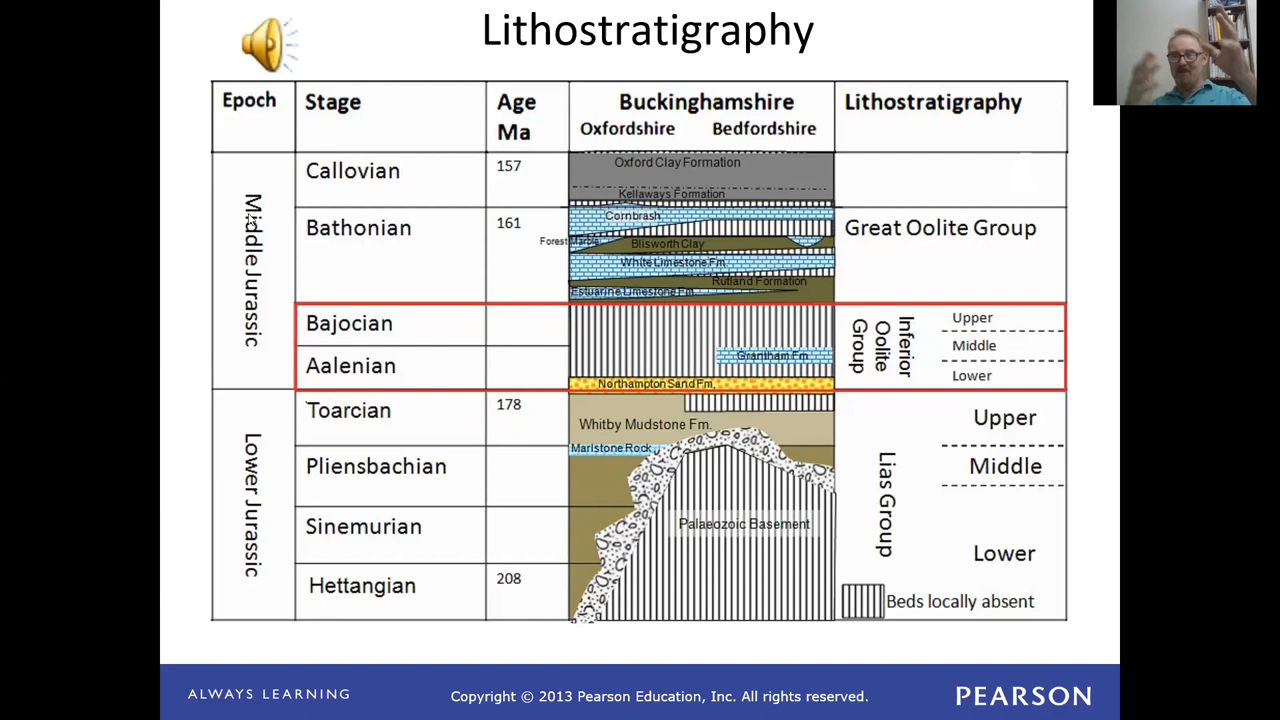 Lithostratigraphy
Epoch
Stage
Age Ma
Buckinghamshire
Oxfordshire Bedfordshire
Lithostratigraphy
Middle Jurassic
Callovian
157
Oxford Clay Formation
Kellaways Formation
Bathonian
161
Cornbrash
Forest Marble
Blisworth Clay
White Limestone Fm.
Rutland Formation
Estuarine Limestone Fm.
Great Oolite Group
Bajocian
Aalenian
Grantham Fm.
Northampton Sand Fm.
Inferior Oolite Group
Upper
Middle
Lower
Lower Jurassic
Toarcian
178
Whitby Mudstone Fm.
Marlstone Rock
Pliensbachian
Sinemurian
Palaeozoic Basement
Hettangian
208
Lias Group
Upper
Middle
Lower
Beds locally absent
ALWAYS LEARNING
Copyright © 2013 Pearson Education, Inc. All rights reserved.
PEARSON